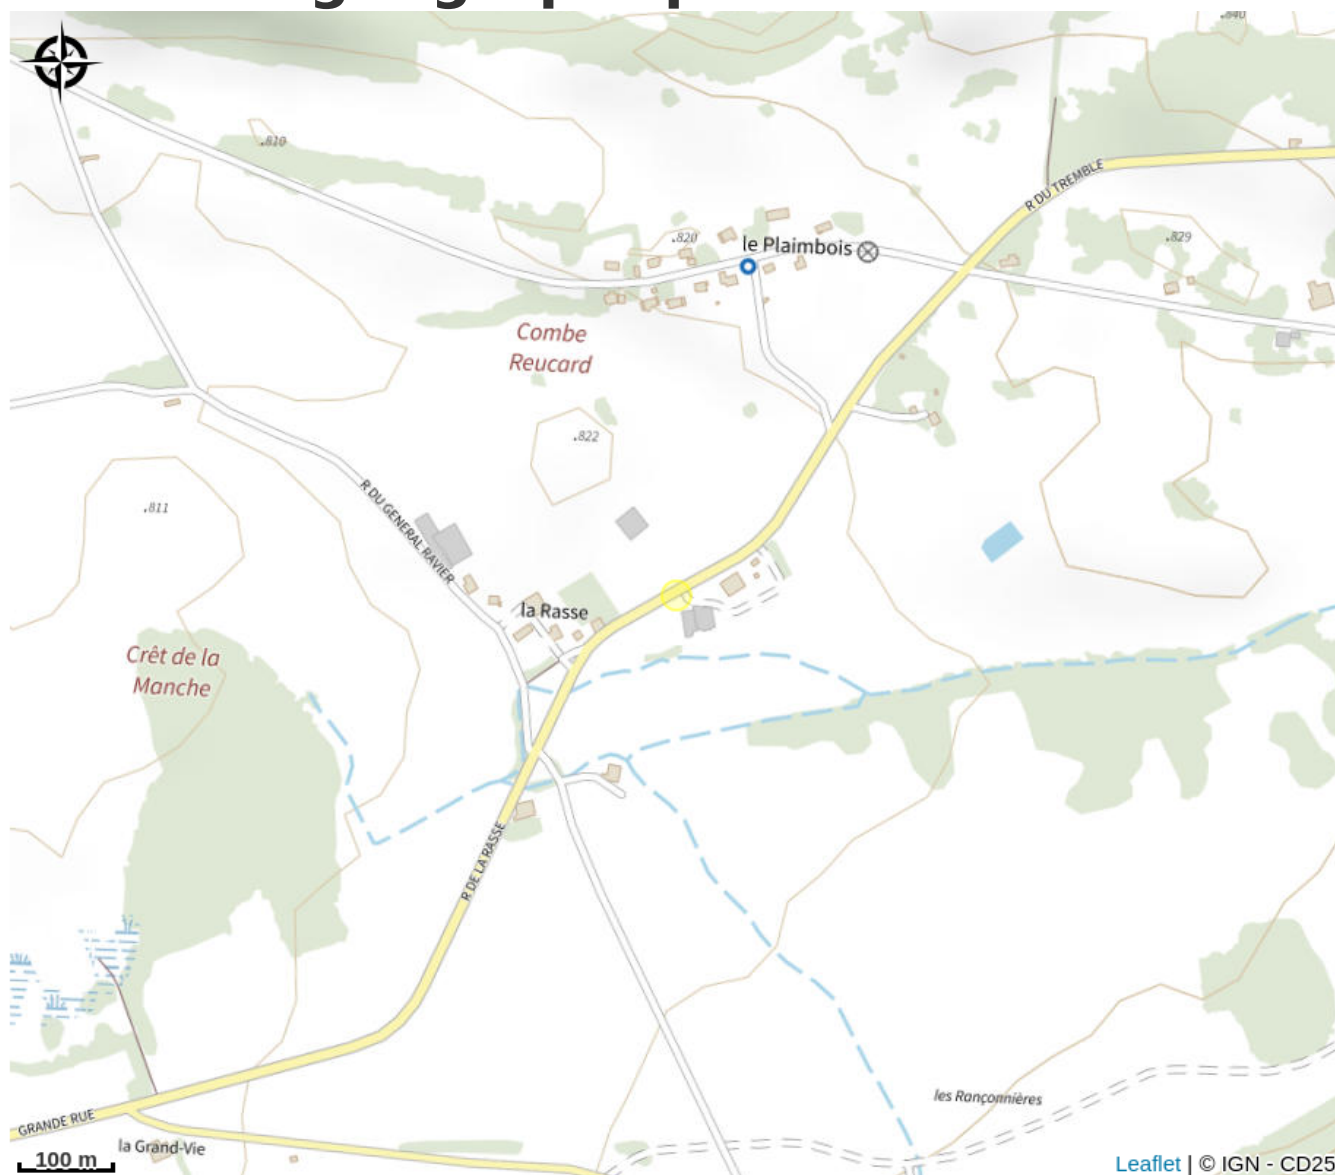 .840
.810
R DU TREMBLE
.820
le Plaimbois
.829
Combe
Reucard
.822
R DU GENERAL RAVIER
.811
la Rasse
Crêt de la
Manche
R DE LA RASSE
les Rançonnières
GRANDE RUE
la Grand-Vie
100 m
Leaflet | © IGN - CD25